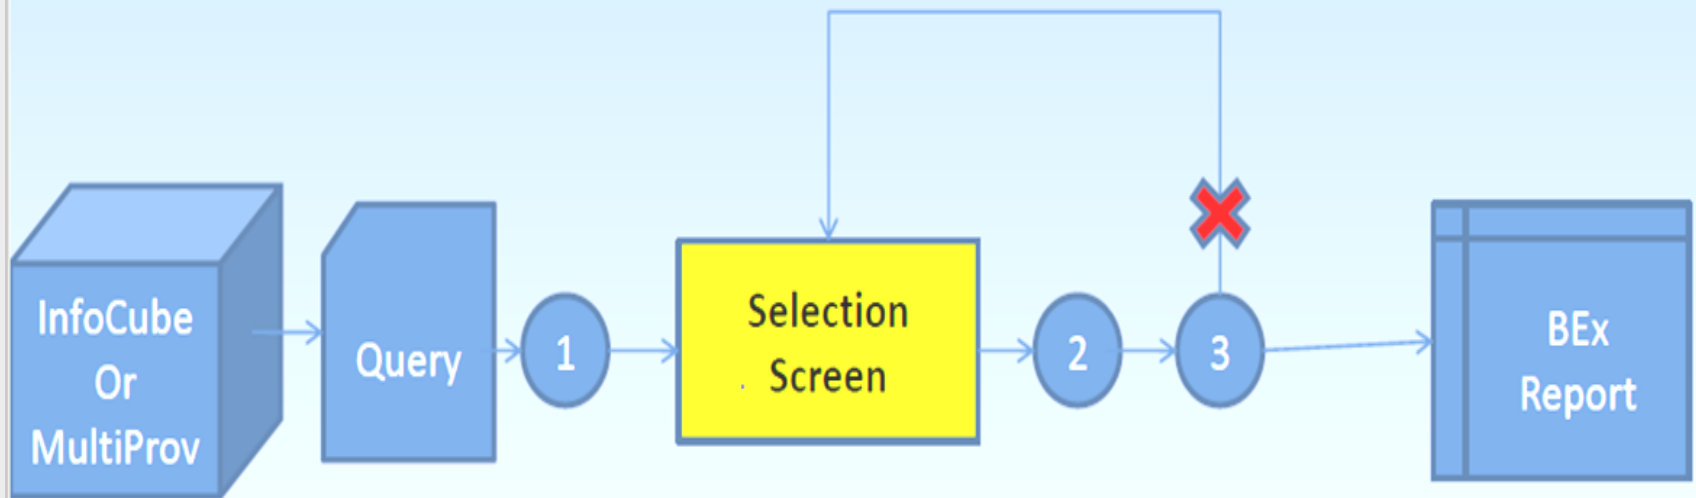 InfoCube
Or
MultiProv
Query
1
Selection
Screen
2
3
BEx
Report